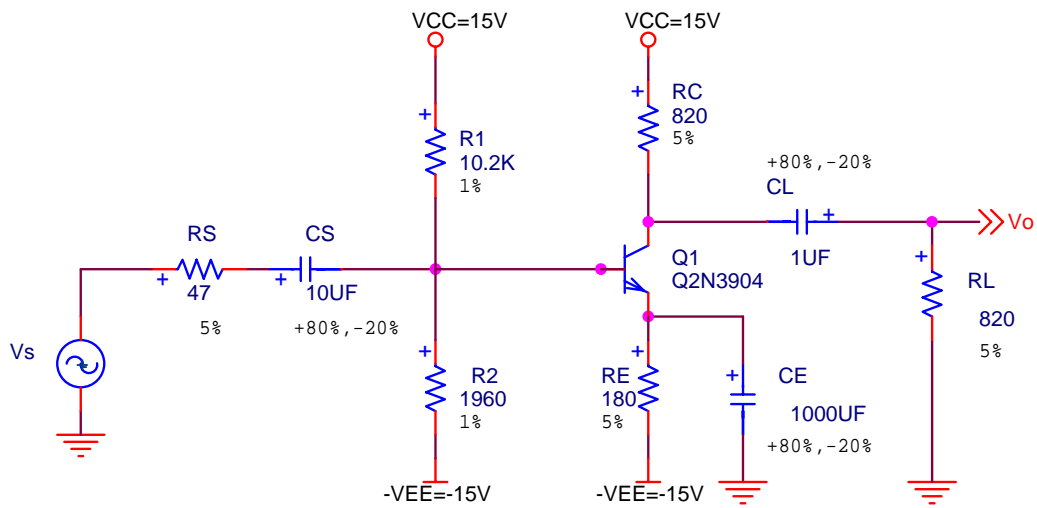 VCC=15V
VCC=15V
R1
10.2K
1%
RC
820
5%
+80%,-20%
CL
1UF
Vo
RS
47
5%
CS
10UF
+80%,-20%
Q1
Q2N3904
RL
820
5%
Vs
R2
1960
1%
RE
180
5%
CE
1000UF
+80%,-20%
-VEE=-15V
-VEE=-15V